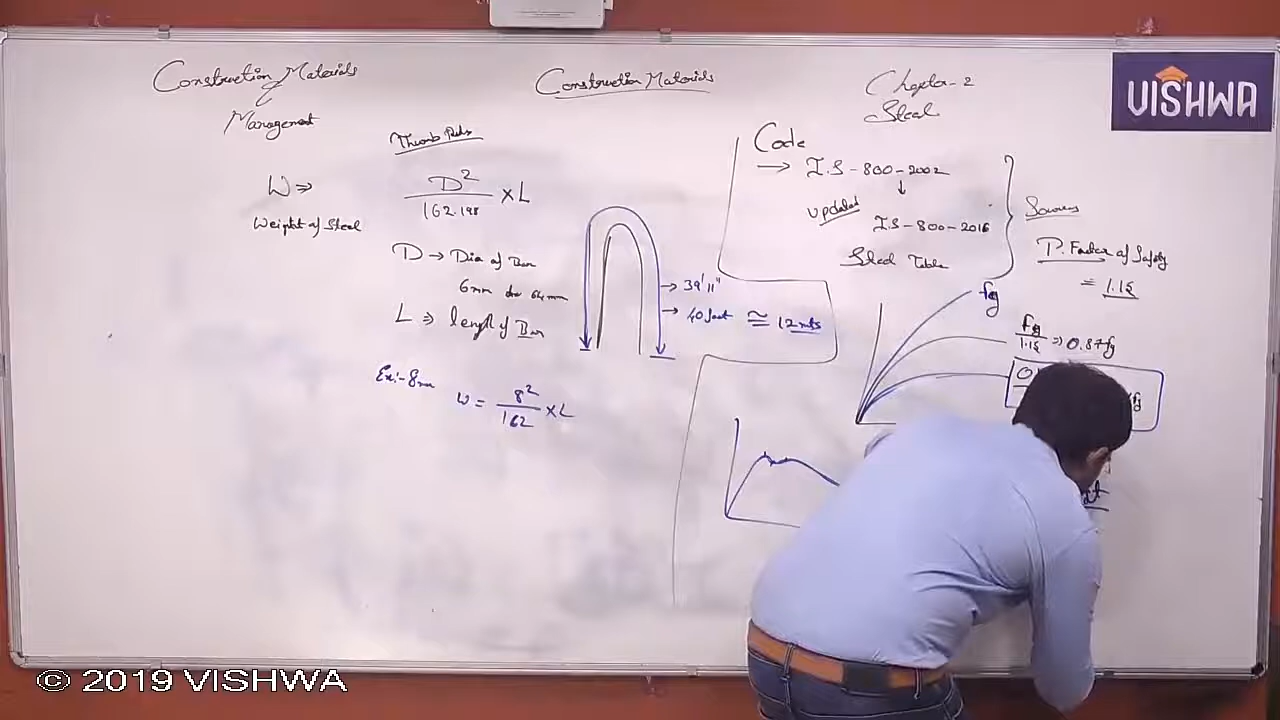 Construction Materials
&
Management
Construction Materials
Chapter-2
Steel
VISHWA
Thumb Rule
W ⇒ D² / 162.198 × L
Weight of Steel
D → Dia of Bar
6mm to 64mm
L ⇒ length of Bar
Ex:- 8mm
W = 8² / 162 × L
→ 39' 11"
→ 40 feet ≅ 12 mts
Code
→ I.S - 800 - 2002
↓
updated
I.S - 800 - 2016
Steel Table
P. Factor of Safety
= 1.15
fy
fy / 1.15 ⇒ 0.87fy
© 2019 VISHWA